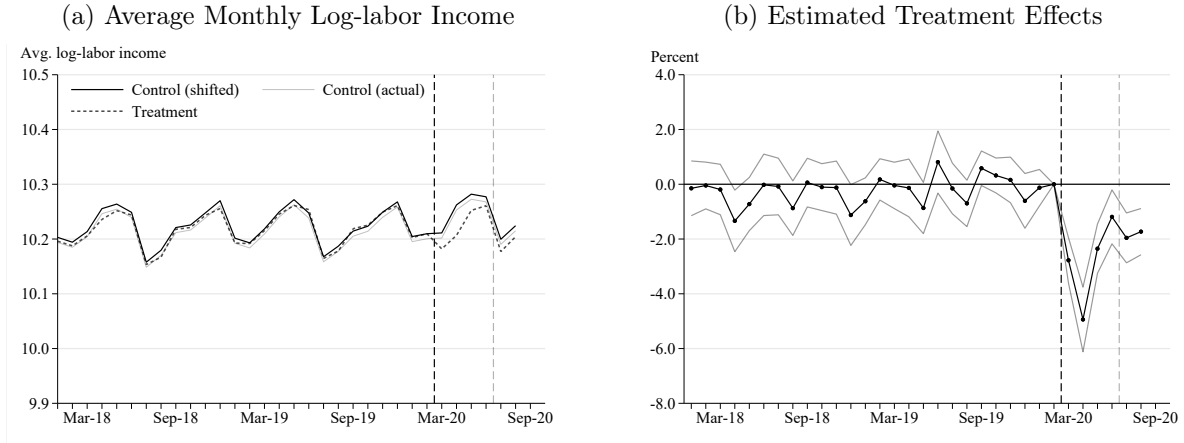 (a) Average Monthly Log-labor Income
Avg. log-labor income
10.5
10.4
10.3
10.2
10.1
10.0
9.9
Control (shifted)
Control (actual)
Treatment
Mar-18
Sep-18
Mar-19
Sep-19
Mar-20
Sep-20
(b) Estimated Treatment Effects
Percent
4.0
2.0
0.0
-2.0
-4.0
-6.0
-8.0
Mar-18
Sep-18
Mar-19
Sep-19
Mar-20
Sep-20